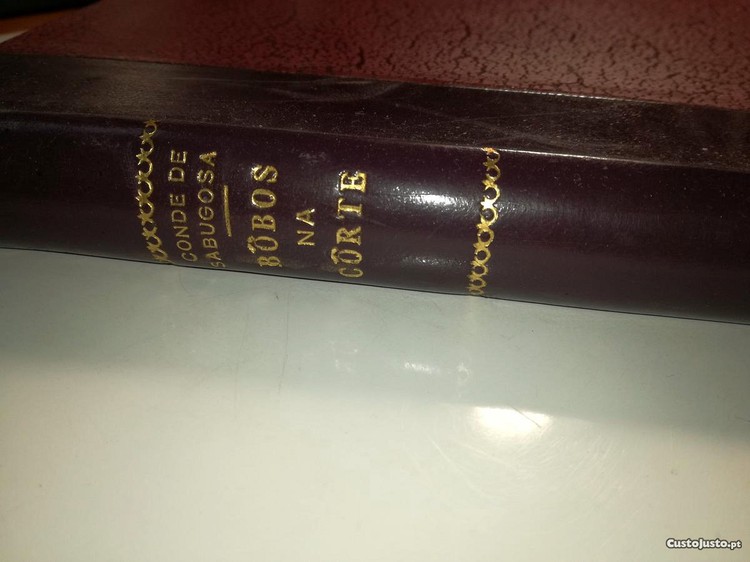 CONDE DE
SABUGOSA
BÔBOS
NA
CÔRTE
CustoJusto.pt